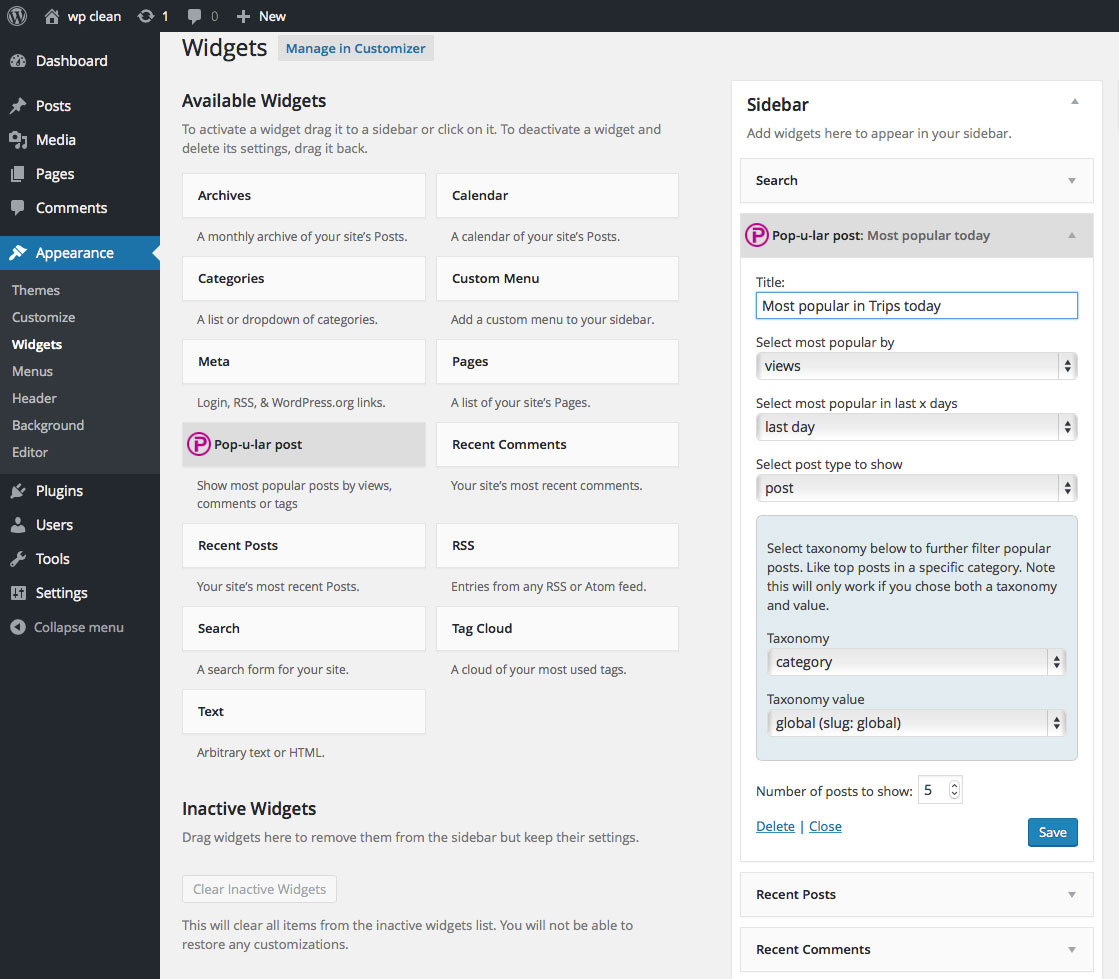 wp clean 1 0 New
Dashboard
Posts
Media
Pages
Comments
Appearance
Themes
Customize
Widgets
Menus
Header
Background
Editor
Plugins
Users
Tools
Settings
Collapse menu
Widgets Manage in Customizer
Available Widgets
To activate a widget drag it to a sidebar or click on it. To deactivate a widget and
delete its settings, drag it back.
Archives
A monthly archive of your site's Posts.
Calendar
A calendar of your site's Posts.
Categories
A list or dropdown of categories.
Custom Menu
Add a custom menu to your sidebar.
Meta
Login, RSS, & WordPress.org links.
Pages
A list of your site's Pages.
Pop-u-lar post
Show most popular posts by views,
comments or tags
Recent Comments
Your site's most recent comments.
Recent Posts
Your site's most recent Posts.
RSS
Entries from any RSS or Atom feed.
Search
A search form for your site.
Tag Cloud
A cloud of your most used tags.
Text
Arbitrary text or HTML.
Inactive Widgets
Drag widgets here to remove them from the sidebar but keep their settings.
Clear Inactive Widgets
This will clear all items from the inactive widgets list. You will not be able to
restore any customizations.
Sidebar
Add widgets here to appear in your sidebar.
Search
Pop-u-lar post: Most popular today
Title:
Most popular in Trips today
Select most popular by
views
Select most popular in last x days
last day
Select post type to show
post
Select taxonomy below to further filter popular
posts. Like top posts in a specific category. Note
this will only work if you chose both a taxonomy
and value.
Taxonomy
category
Taxonomy value
global (slug: global)
Number of posts to show: 5
Delete | Close
Save
Recent Posts
Recent Comments